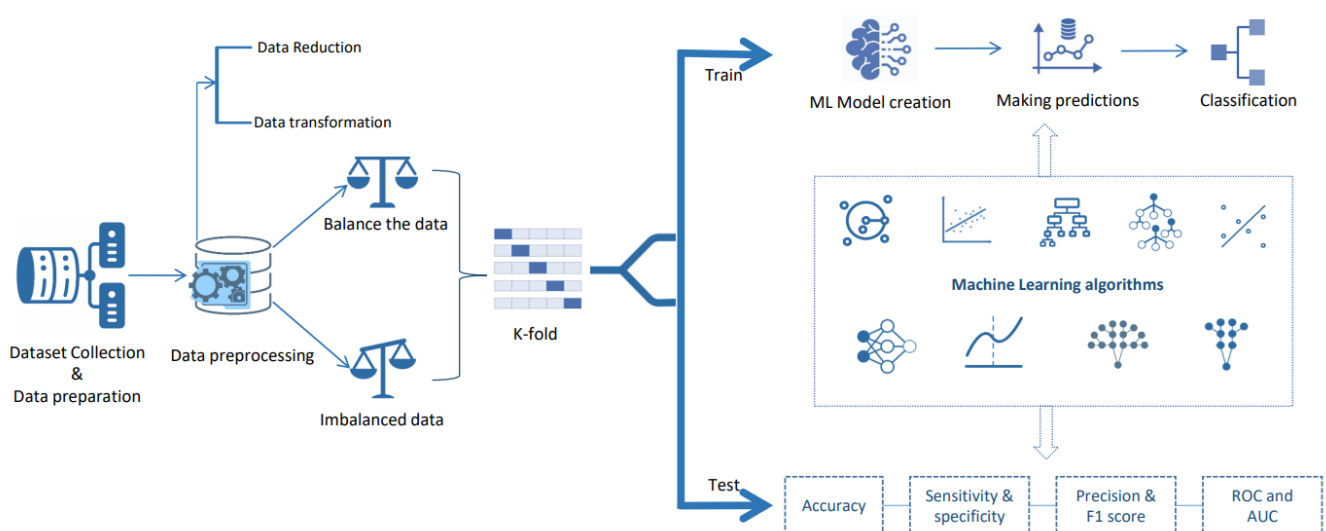 Data Reduction
Data transformation
Dataset Collection
&
Data preparation
Data preprocessing
Balance the data
Imbalanced data
K-fold
Train
ML Model creation
Making predictions
Classification
Machine Learning algorithms
Test
Accuracy
Sensitivity &
specificity
Precision &
F1 score
ROC and
AUC